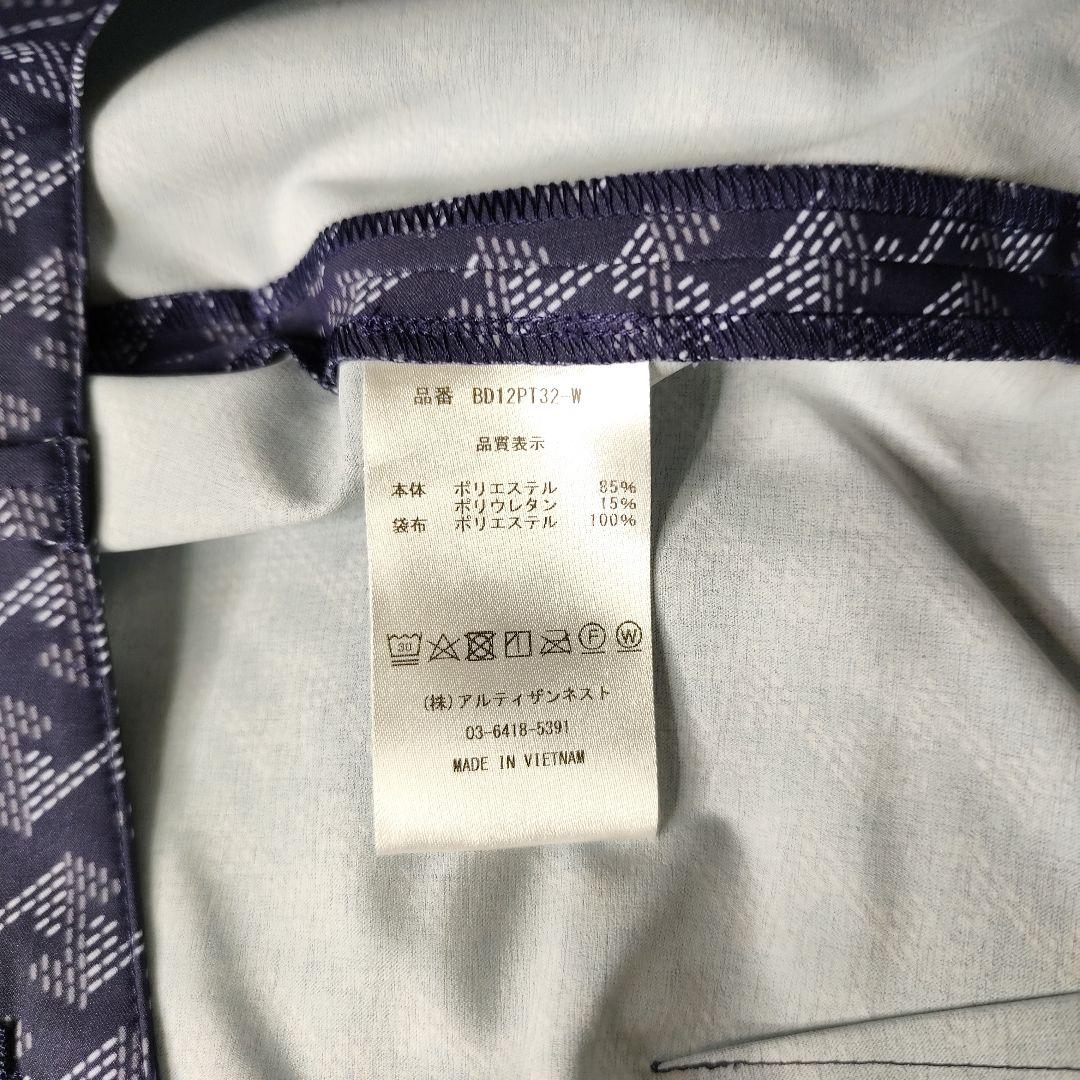 品番 BD12PT32-W
品質表示
本体 ポリエステル 85%
ポリウレタン 15%
袋布 ポリエステル 100%
30 F W
(株)アルティザンネスト
03-6418-5391
MADE IN VIETNAM